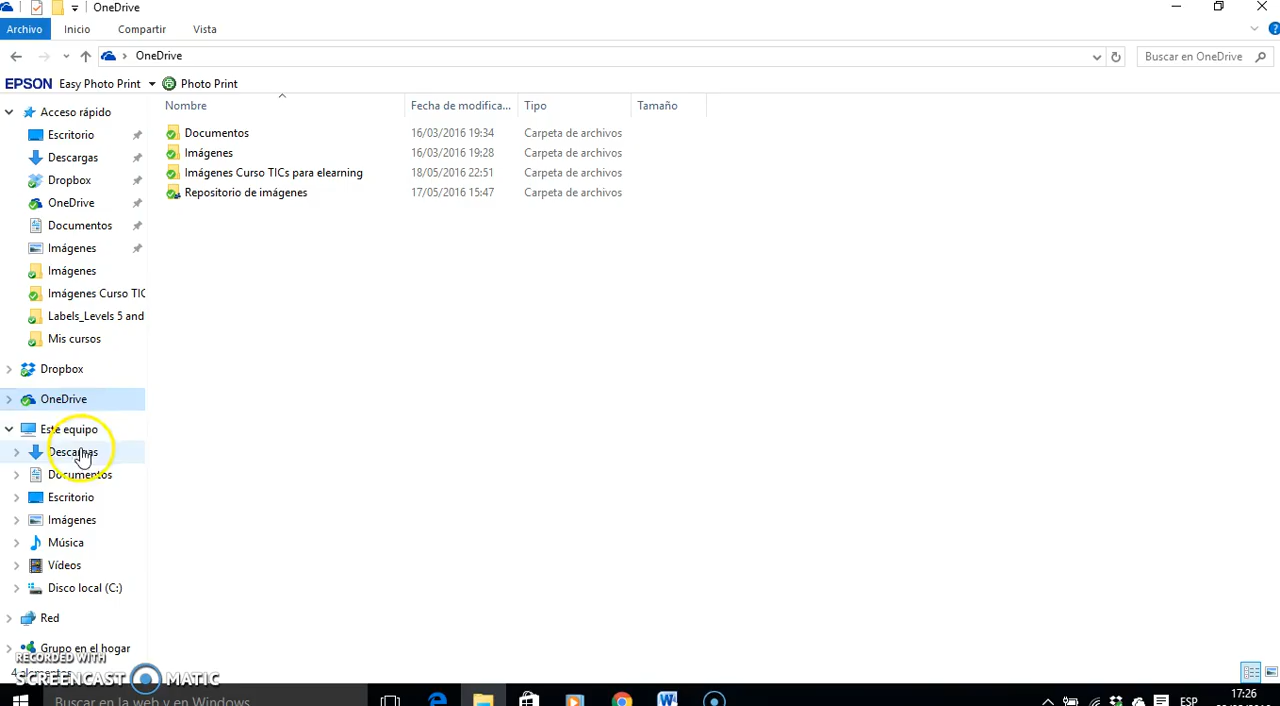 OneDrive
Archivo Inicio Compartir Vista
OneDrive Buscar en OneDrive
EPSON Easy Photo Print Photo Print
Acceso rápido
Escritorio
Descargas
Dropbox
OneDrive
Documentos
Imágenes
Imágenes
Imágenes Curso TIC
Labels_Levels 5 and
Mis cursos
Dropbox
OneDrive
Este equipo
Descargas
Documentos
Escritorio
Imágenes
Música
Vídeos
Disco local (C:)
Red
Grupo en el hogar
Nombre Fecha de modifica... Tipo Tamaño
Documentos 16/03/2016 19:34 Carpeta de archivos
Imágenes 16/03/2016 19:28 Carpeta de archivos
Imágenes Curso TICs para elearning 18/05/2016 22:51 Carpeta de archivos
Repositorio de imágenes 17/05/2016 15:47 Carpeta de archivos
4 elementos
RECORDED WITH
SCREENCAST MATIC
Buscar en la web y en Windows
ESP
17:26